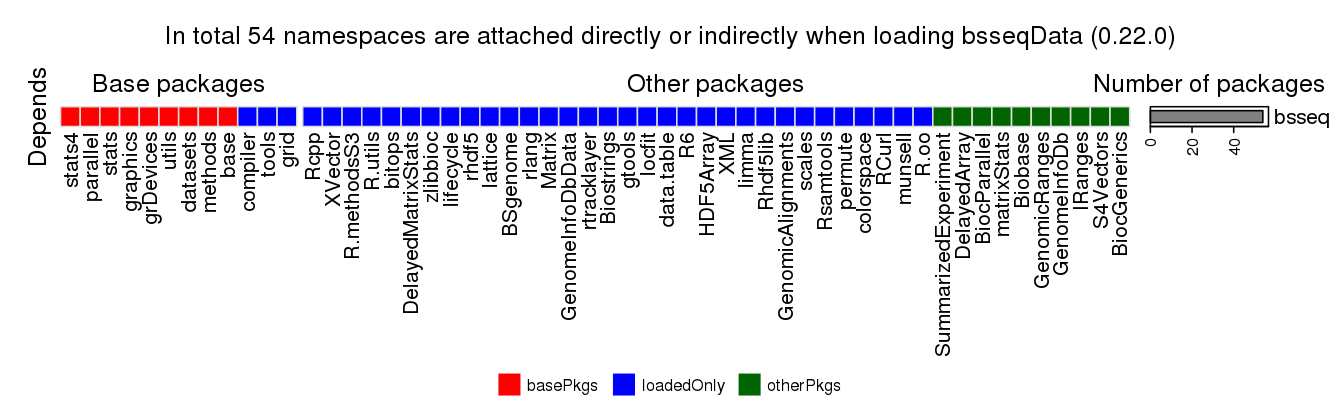 In total 54 namespaces are attached directly or indirectly when loading bsseqData (0.22.0)
Base packages
Other packages
Number of packages
Depends
bsseq
stats4
parallel
stats
graphics
grDevices
utils
datasets
methods
base
compiler
tools
grid
Rcpp
XVector
R.methodsS3
R.utils
bitops
DelayedMatrixStats
zlibbioc
lifecycle
rhdf5
lattice
BSgenome
rlang
Matrix
GenomeInfoDbData
rtracklayer
Biostrings
gtools
locfit
data.table
R6
HDF5Array
XML
limma
Rhdf5lib
GenomicAlignments
scales
Rsamtools
permute
colorspace
RCurl
munsell
R.oo
SummarizedExperiment
DelayedArray
BiocParallel
matrixStats
Biobase
GenomicRanges
GenomeInfoDb
IRanges
S4Vectors
BiocGenerics
0
20
40
basePkgs
loadedOnly
otherPkgs